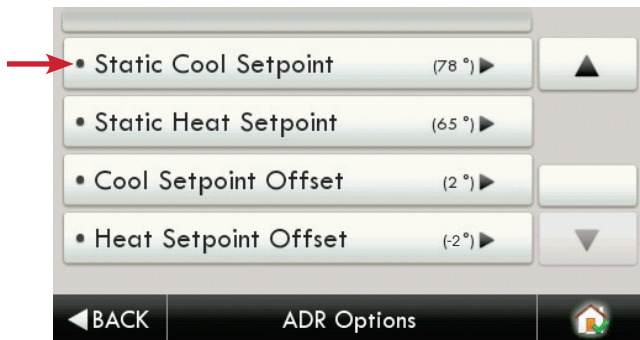 • Static Cool Setpoint (78 °)
• Static Heat Setpoint (65 °)
• Cool Setpoint Offset (2 °)
• Heat Setpoint Offset (-2°)
BACK ADR Options